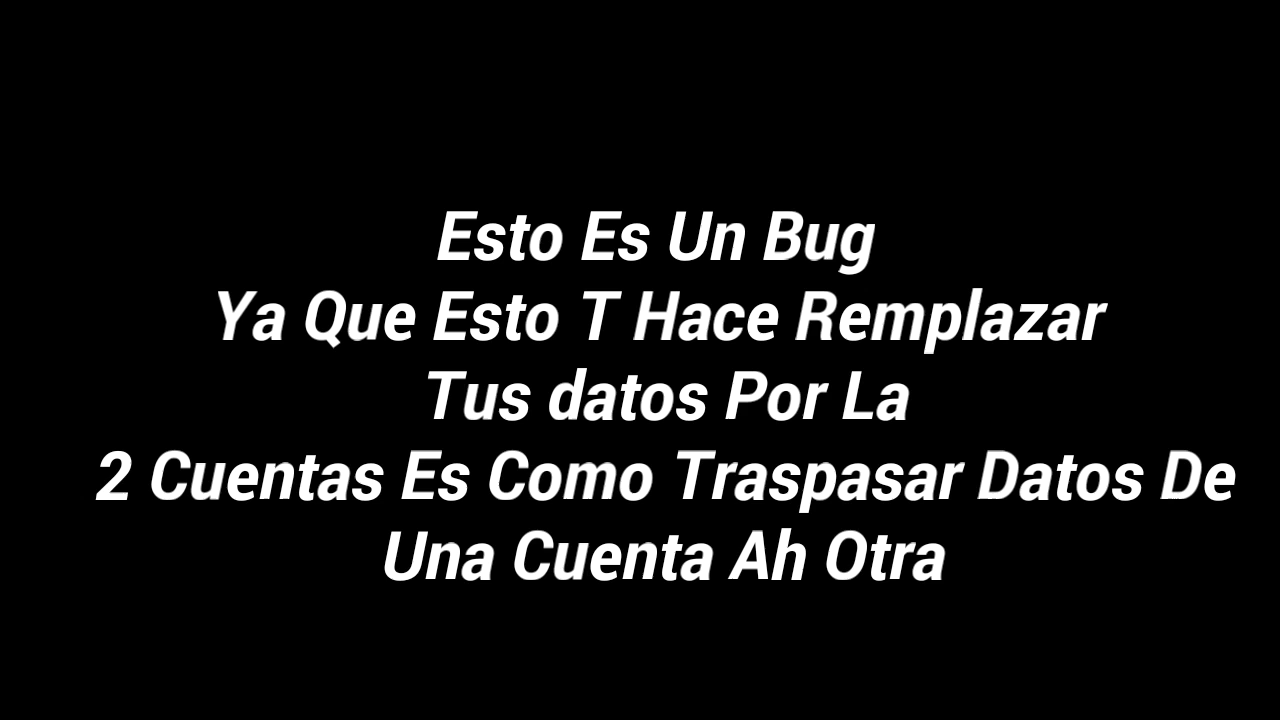 Esto Es Un Bug
Ya Que Esto T Hace Remplazar
Tus datos Por La
2 Cuentas Es Como Traspasar Datos De
Una Cuenta Ah Otra